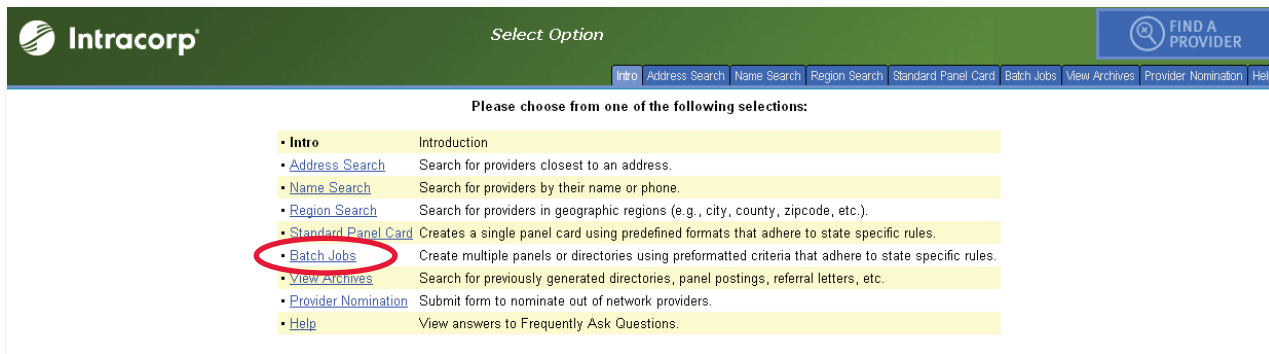 Intracorp
Select Option
FIND A
PROVIDER
Intro Address Search Name Search Region Search Standard Panel Card Batch Jobs View Archives Provider Nomination
Please choose from one of the following selections:
▪ Intro Introduction
▪ Address Search Search for providers closest to an address.
▪ Name Search Search for providers by their name or phone.
▪ Region Search Search for providers in geographic regions (e.g., city, county, zipcode, etc.).
▪ Standard Panel Card Creates a single panel card using predefined formats that adhere to state specific rules.
▪ Batch Jobs Create multiple panels or directories using preformatted criteria that adhere to state specific rules.
▪ View Archives Search for previously generated directories, panel postings, referral letters, etc.
▪ Provider Nomination Submit form to nominate out of network providers.
▪ Help View answers to Frequently Ask Questions.